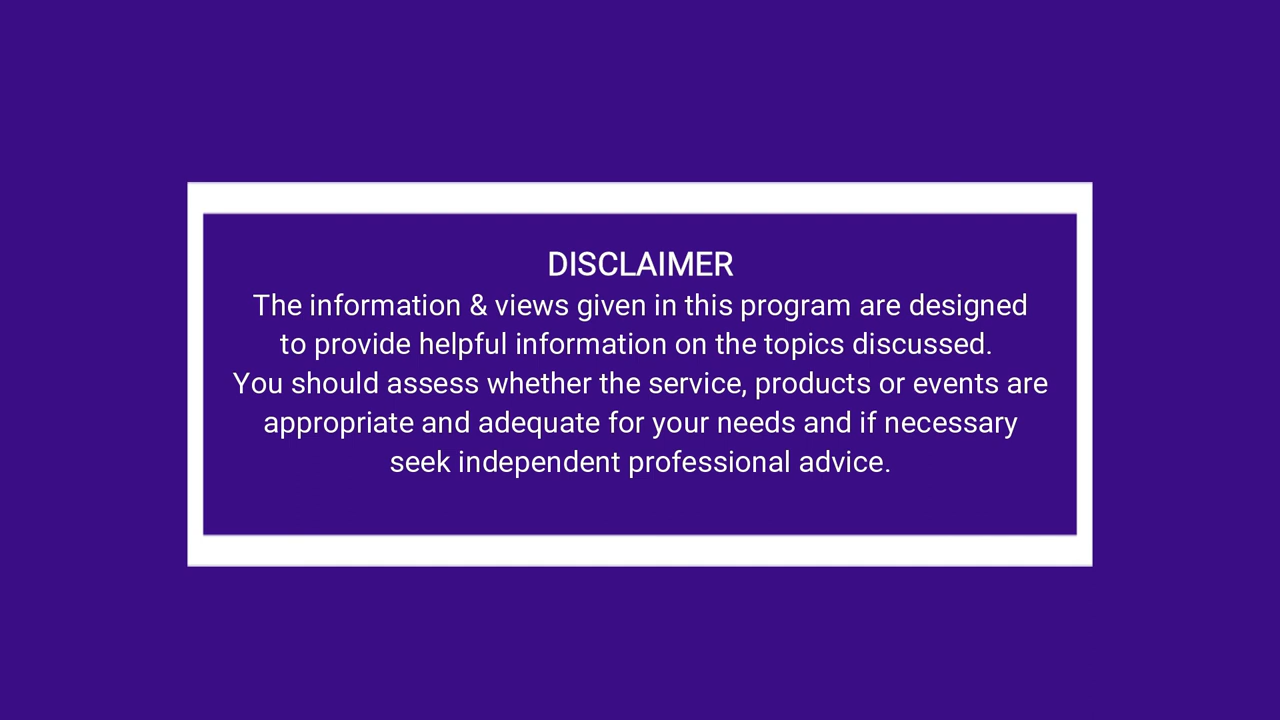 DISCLAIMER
The information & views given in this program are designed
to provide helpful information on the topics discussed.
You should assess whether the service, products or events are
appropriate and adequate for your needs and if necessary
seek independent professional advice.